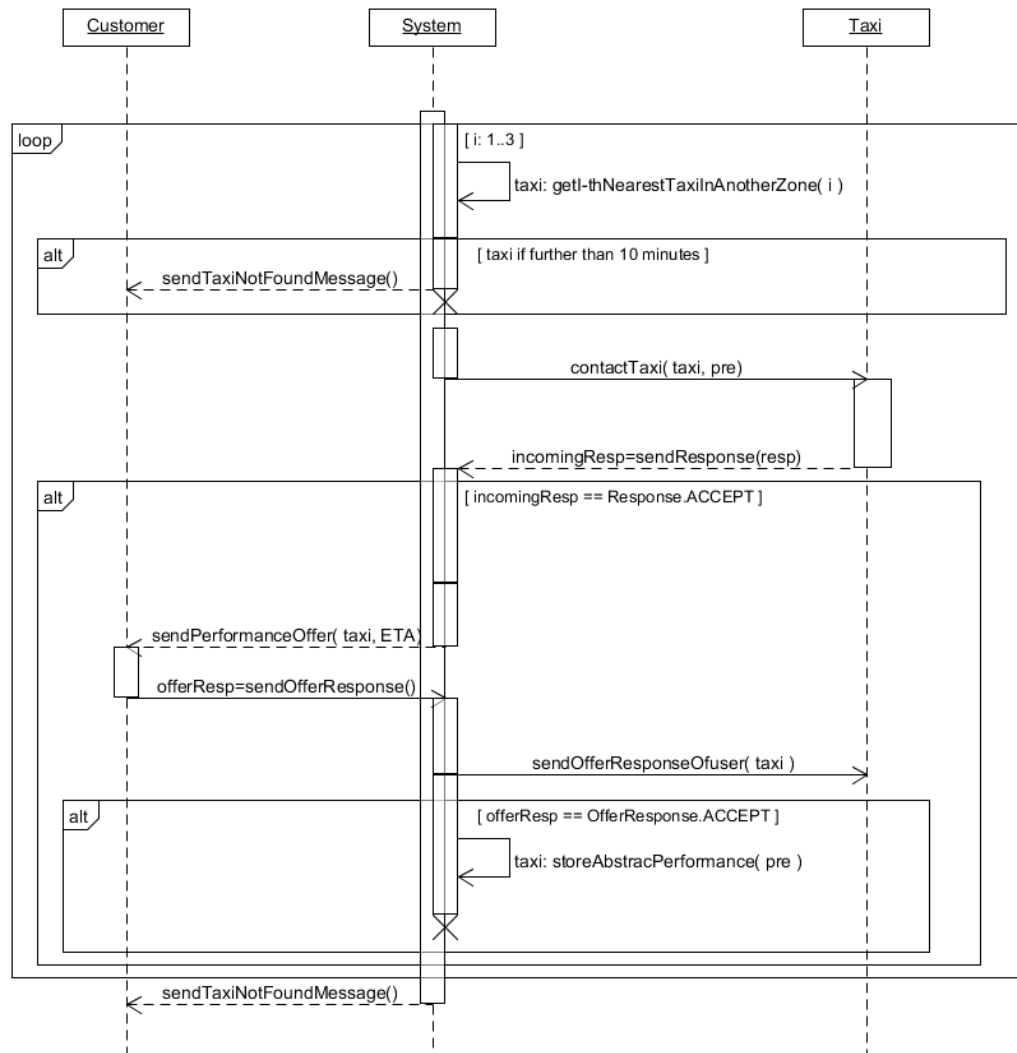 Customer
System
Taxi
loop
[ i: 1..3 ]
taxi: getI-thNearestTaxiInAnotherZone( i )
alt
[ taxi if further than 10 minutes ]
sendTaxiNotFoundMessage()
contactTaxi( taxi, pre)
incomingResp=sendResponse(resp)
alt
[ incomingResp == Response.ACCEPT ]
sendPerformanceOffer( taxi, ETA)
offerResp=sendOfferResponse()
sendOfferResponseOfuser( taxi )
alt
[ offerResp == OfferResponse.ACCEPT ]
taxi: storeAbstracPerformance( pre )
sendTaxiNotFoundMessage()